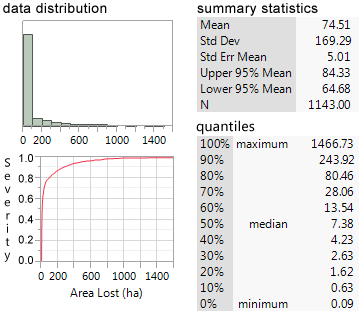 data distribution
0 200 600 1000 1400
Severity
1.0
0.8
0.6
0.4
0.2
0.0
0 200 600 1000 1400
Area Lost (ha)
summary statistics
Mean 74.51
Std Dev 169.29
Std Err Mean 5.01
Upper 95% Mean 84.33
Lower 95% Mean 64.68
N 1143.00
quantiles
100% maximum 1466.73
90% 243.92
80% 80.46
70% 28.06
60% 13.54
50% median 7.38
40% 4.23
30% 2.63
20% 1.62
10% 0.63
0% minimum 0.09